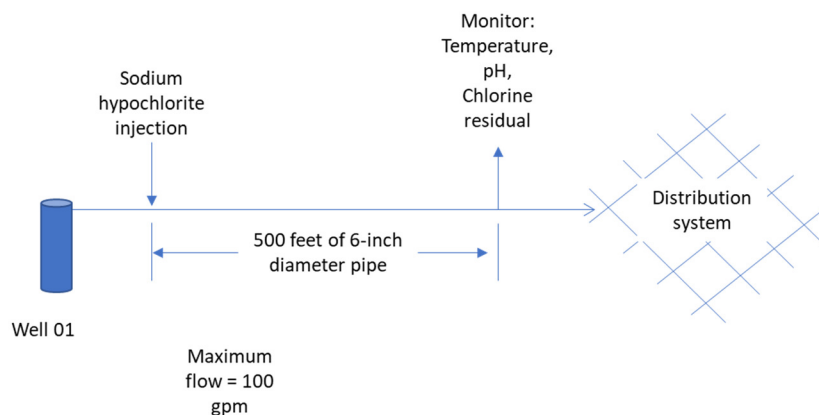 Monitor:
Temperature,
pH,
Chlorine
residual
Sodium
hypochlorite
injection
Distribution
system
500 feet of 6-inch
diameter pipe
Well 01
Maximum
flow = 100
gpm